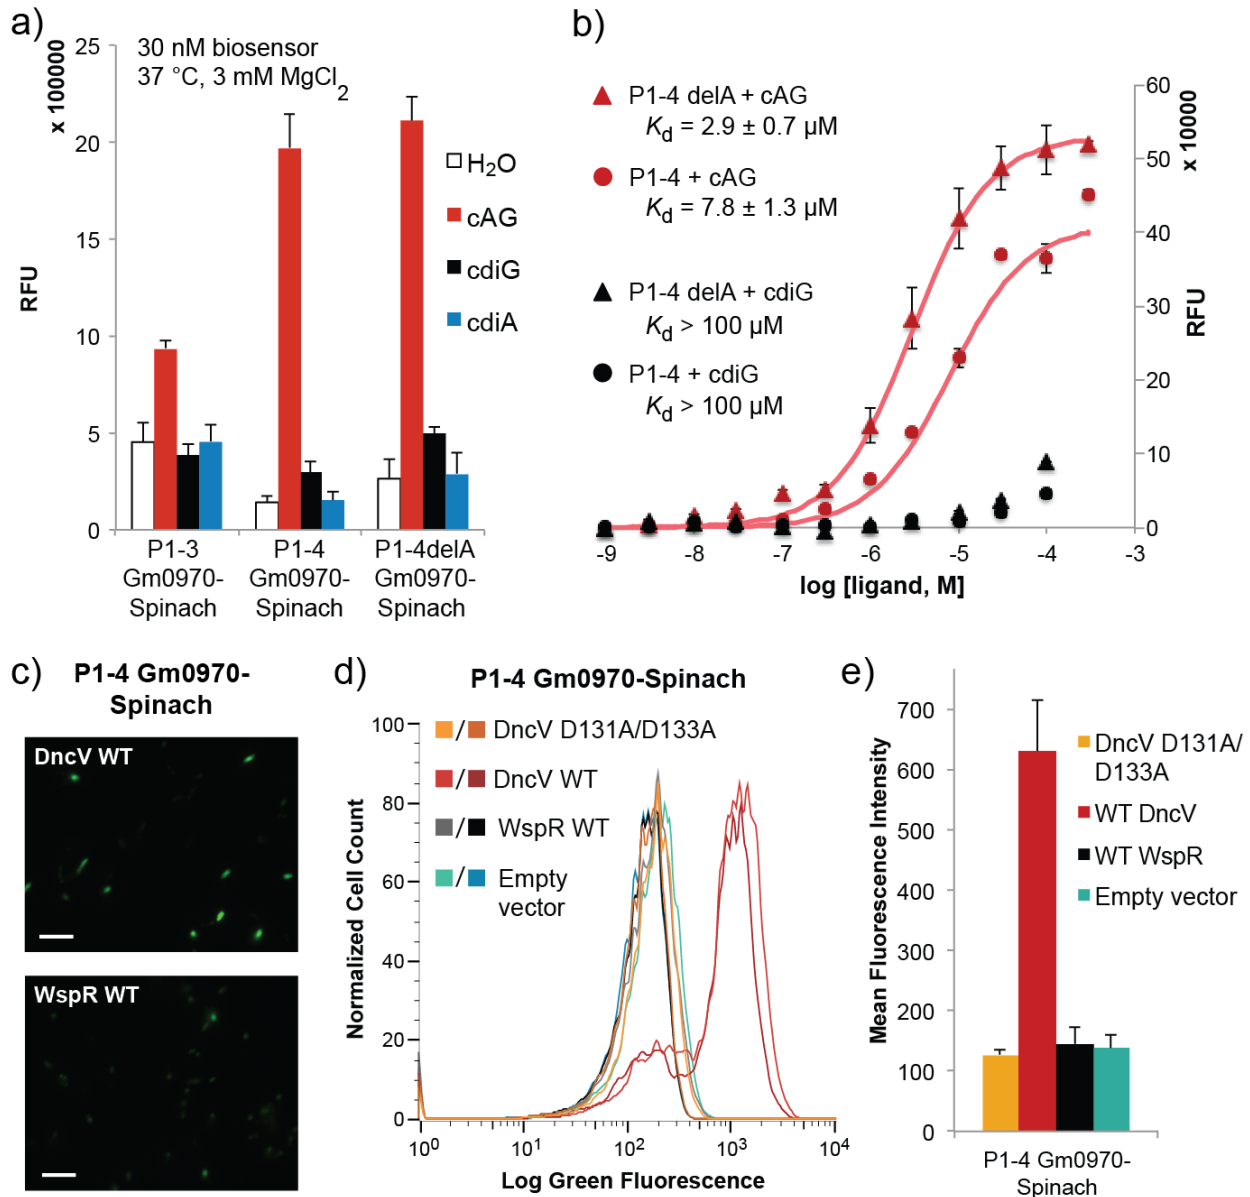 a)
x 100000
RFU
25
20
15
10
5
0
30 nM biosensor
37 °C, 3 mM MgCl2
H2O
cAG
cdiG
cdiA
P1-3
Gm0970-
Spinach
P1-4
Gm0970-
Spinach
P1-4delA
Gm0970-
Spinach
b)
P1-4 delA + cAG
Kd = 2.9 ± 0.7 µM
P1-4 + cAG
Kd = 7.8 ± 1.3 µM
P1-4 delA + cdiG
Kd > 100 µM
P1-4 + cdiG
Kd > 100 µM
60
50
40
30
20
10
0
x 10000
RFU
-9 -8 -7 -6 -5 -4 -3
log [ligand, M]
c)
P1-4 Gm0970-
Spinach
DncV WT
WspR WT
d)
P1-4 Gm0970-Spinach
Normalized Cell Count
100
80
60
40
20
0
/ DncV D131A/D133A
/ DncV WT
/ WspR WT
/ Empty
vector
10^0 10^1 10^2 10^3 10^4
Log Green Fluorescence
e)
Mean Fluorescence Intensity
700
600
500
400
300
200
100
0
DncV D131A/
D133A
WT DncV
WT WspR
Empty vector
P1-4 Gm0970-
Spinach